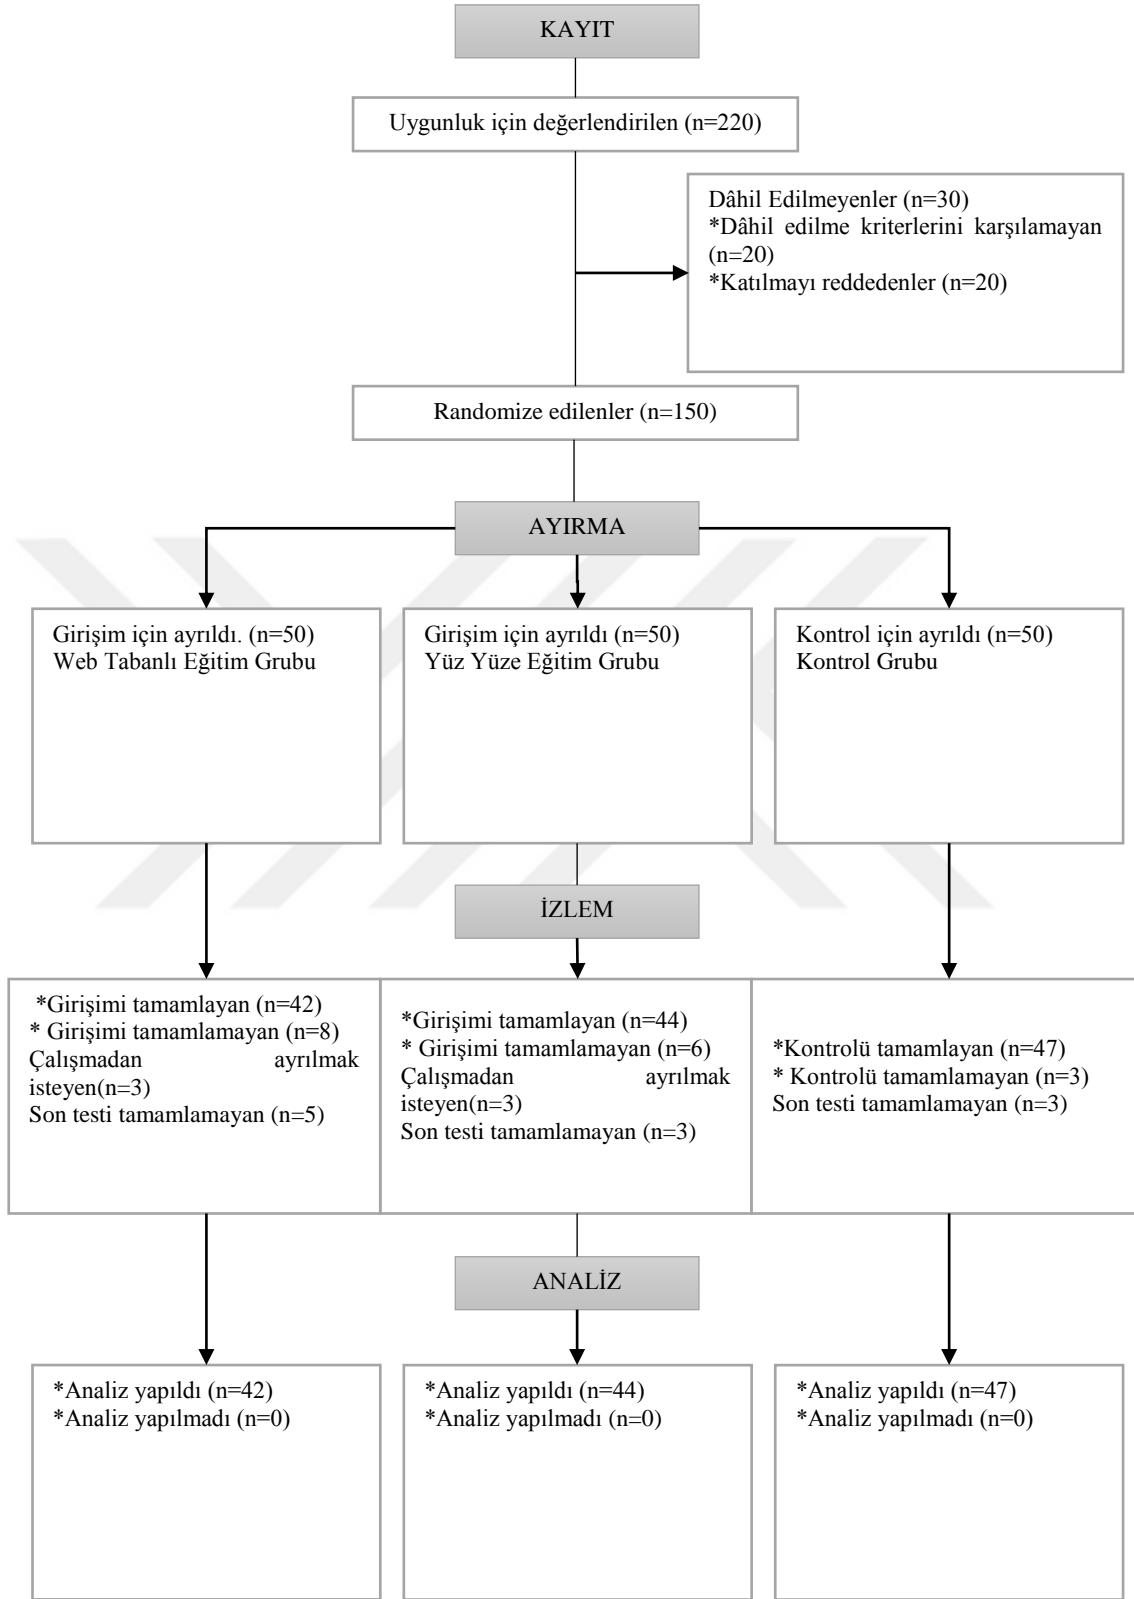 KAYIT
Uygunluk için değerlendirilen (n=220)
Dâhil Edilmeyenler (n=30)
*Dâhil edilme kriterlerini karşılamayan
(n=20)
*Katılmayı reddedenler (n=20)
Randomize edilenler (n=150)
AYIRMA
Girişim için ayrıldı. (n=50)
Web Tabanlı Eğitim Grubu
Girişim için ayrıldı (n=50)
Yüz Yüze Eğitim Grubu
Kontrol için ayrıldı (n=50)
Kontrol Grubu
İZLEM
*Girişimi tamamlayan (n=42)
* Girişimi tamamlamayan (n=8)
Çalışmadan ayrılmak
isteyen(n=3)
Son testi tamamlamayan (n=5)
*Girişimi tamamlayan (n=44)
* Girişimi tamamlamayan (n=6)
Çalışmadan ayrılmak
isteyen(n=3)
Son testi tamamlamayan (n=3)
*Kontrolü tamamlayan (n=47)
* Kontrolü tamamlamayan (n=3)
Son testi tamamlamayan (n=3)
ANALİZ
*Analiz yapıldı (n=42)
*Analiz yapılmadı (n=0)
*Analiz yapıldı (n=44)
*Analiz yapılmadı (n=0)
*Analiz yapıldı (n=47)
*Analiz yapılmadı (n=0)